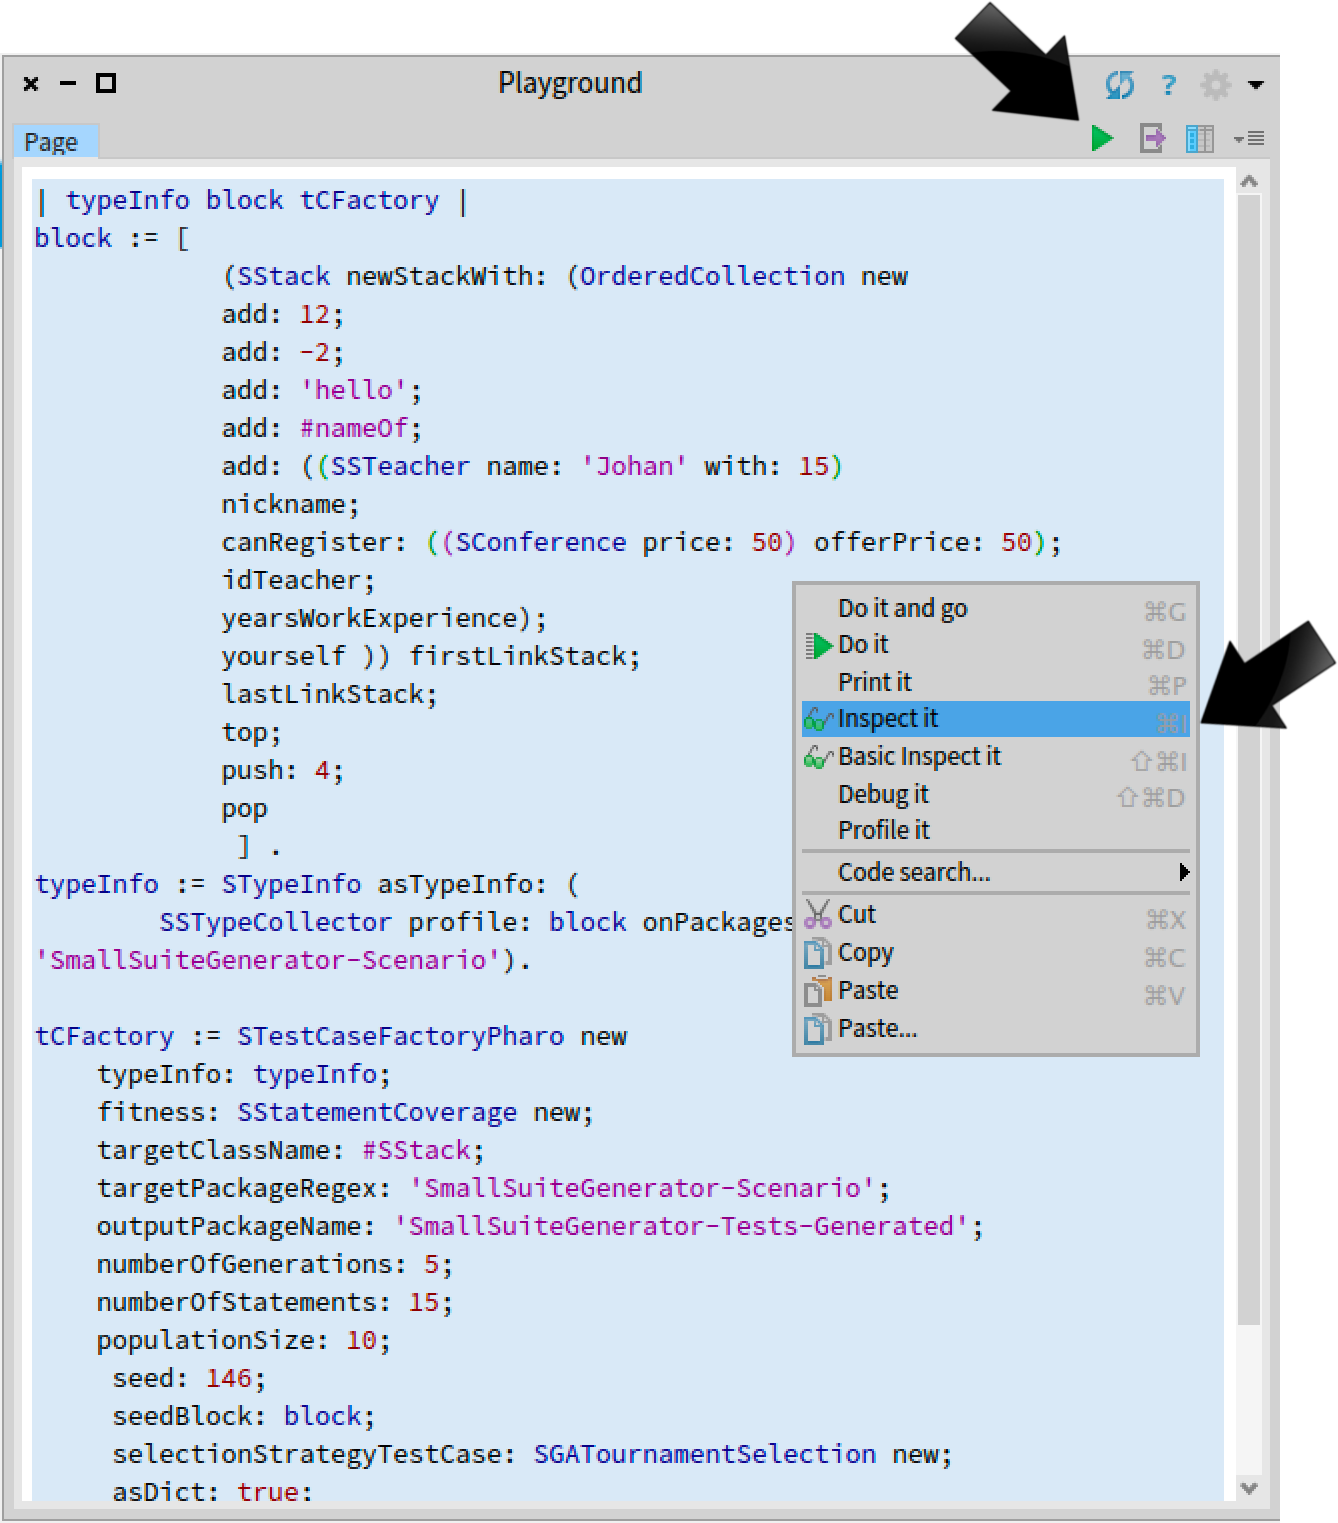 Playground
?
Page
| typeInfo block tCFactory |
block := [
(SStack newStackWith: (OrderedCollection new
add: 12;
add: -2;
add: 'hello';
add: #nameOf;
add: ((SSTeacher name: 'Johan' with: 15)
nickname;
canRegister: ((SConference price: 50) offerPrice: 50);
idTeacher;
yearsWorkExperience);
yourself )) firstLinkStack;
lastLinkStack;
top;
push: 4;
pop
] .
typeInfo := STypeInfo asTypeInfo: (
SSTypeCollector profile: block onPackages
'SmallSuiteGenerator-Scenario').
tCFactory := STestCaseFactoryPharo new
typeInfo: typeInfo;
fitness: SStatementCoverage new;
targetClassName: #SStack;
targetPackageRegex: 'SmallSuiteGenerator-Scenario';
outputPackageName: 'SmallSuiteGenerator-Tests-Generated';
numberOfGenerations: 5;
numberOfStatements: 15;
populationSize: 10;
seed: 146;
seedBlock: block;
selectionStrategyTestCase: SGATournamentSelection new;
asDict: true;
Do it and go ⌘G
Do it ⌘D
Print it ⌘P
Inspect it ⌘I
Basic Inspect it ⇧⌘I
Debug it ⇧⌘D
Profile it
Code search...
Cut ⌘X
Copy ⌘C
Paste ⌘V
Paste...